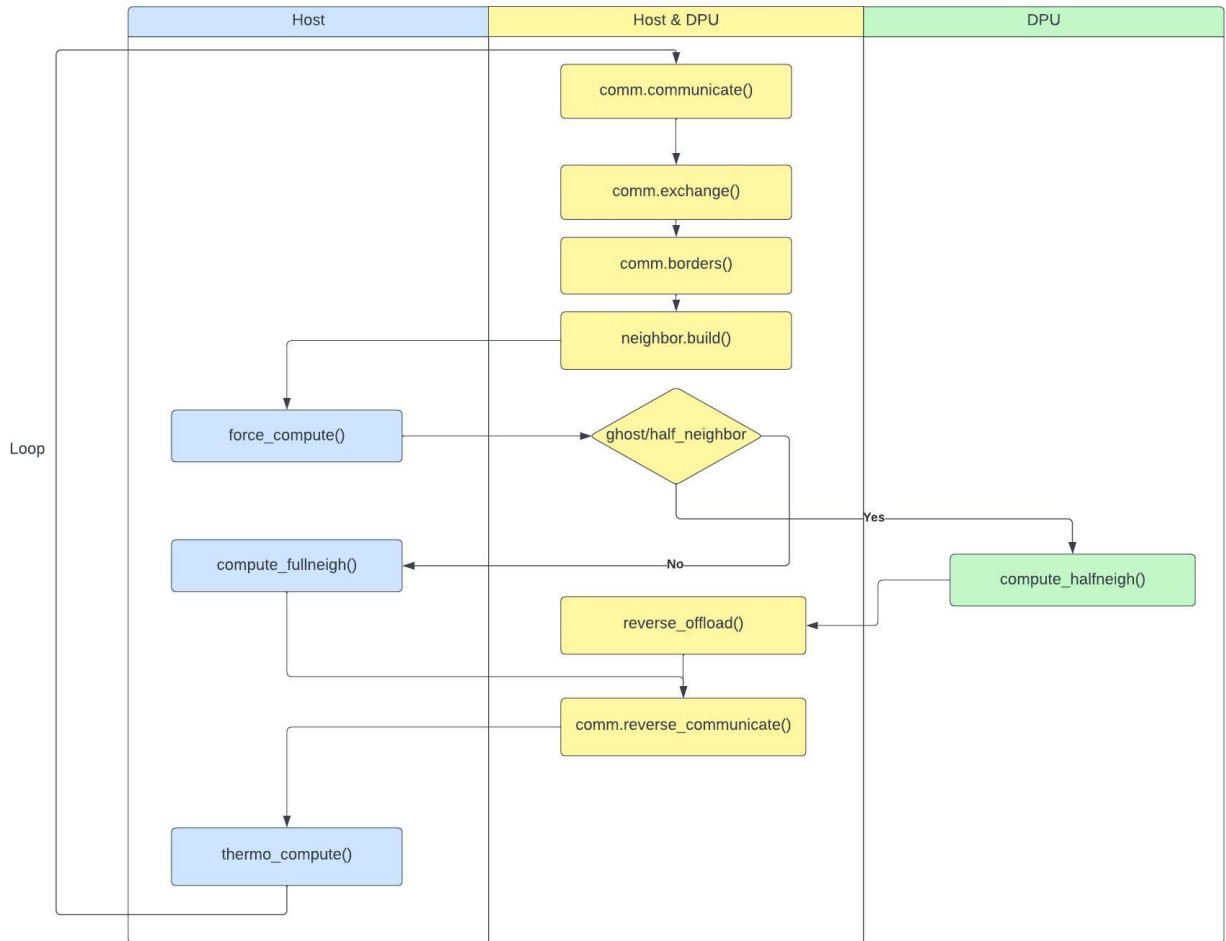 Host
Host & DPU
DPU
comm.communicate()
comm.exchange()
comm.borders()
neighbor.build()
force_compute()
ghost/half_neighbor
Loop
Yes
compute_fullneigh()
No
compute_halfneigh()
reverse_offload()
comm.reverse_communicate()
thermo_compute()